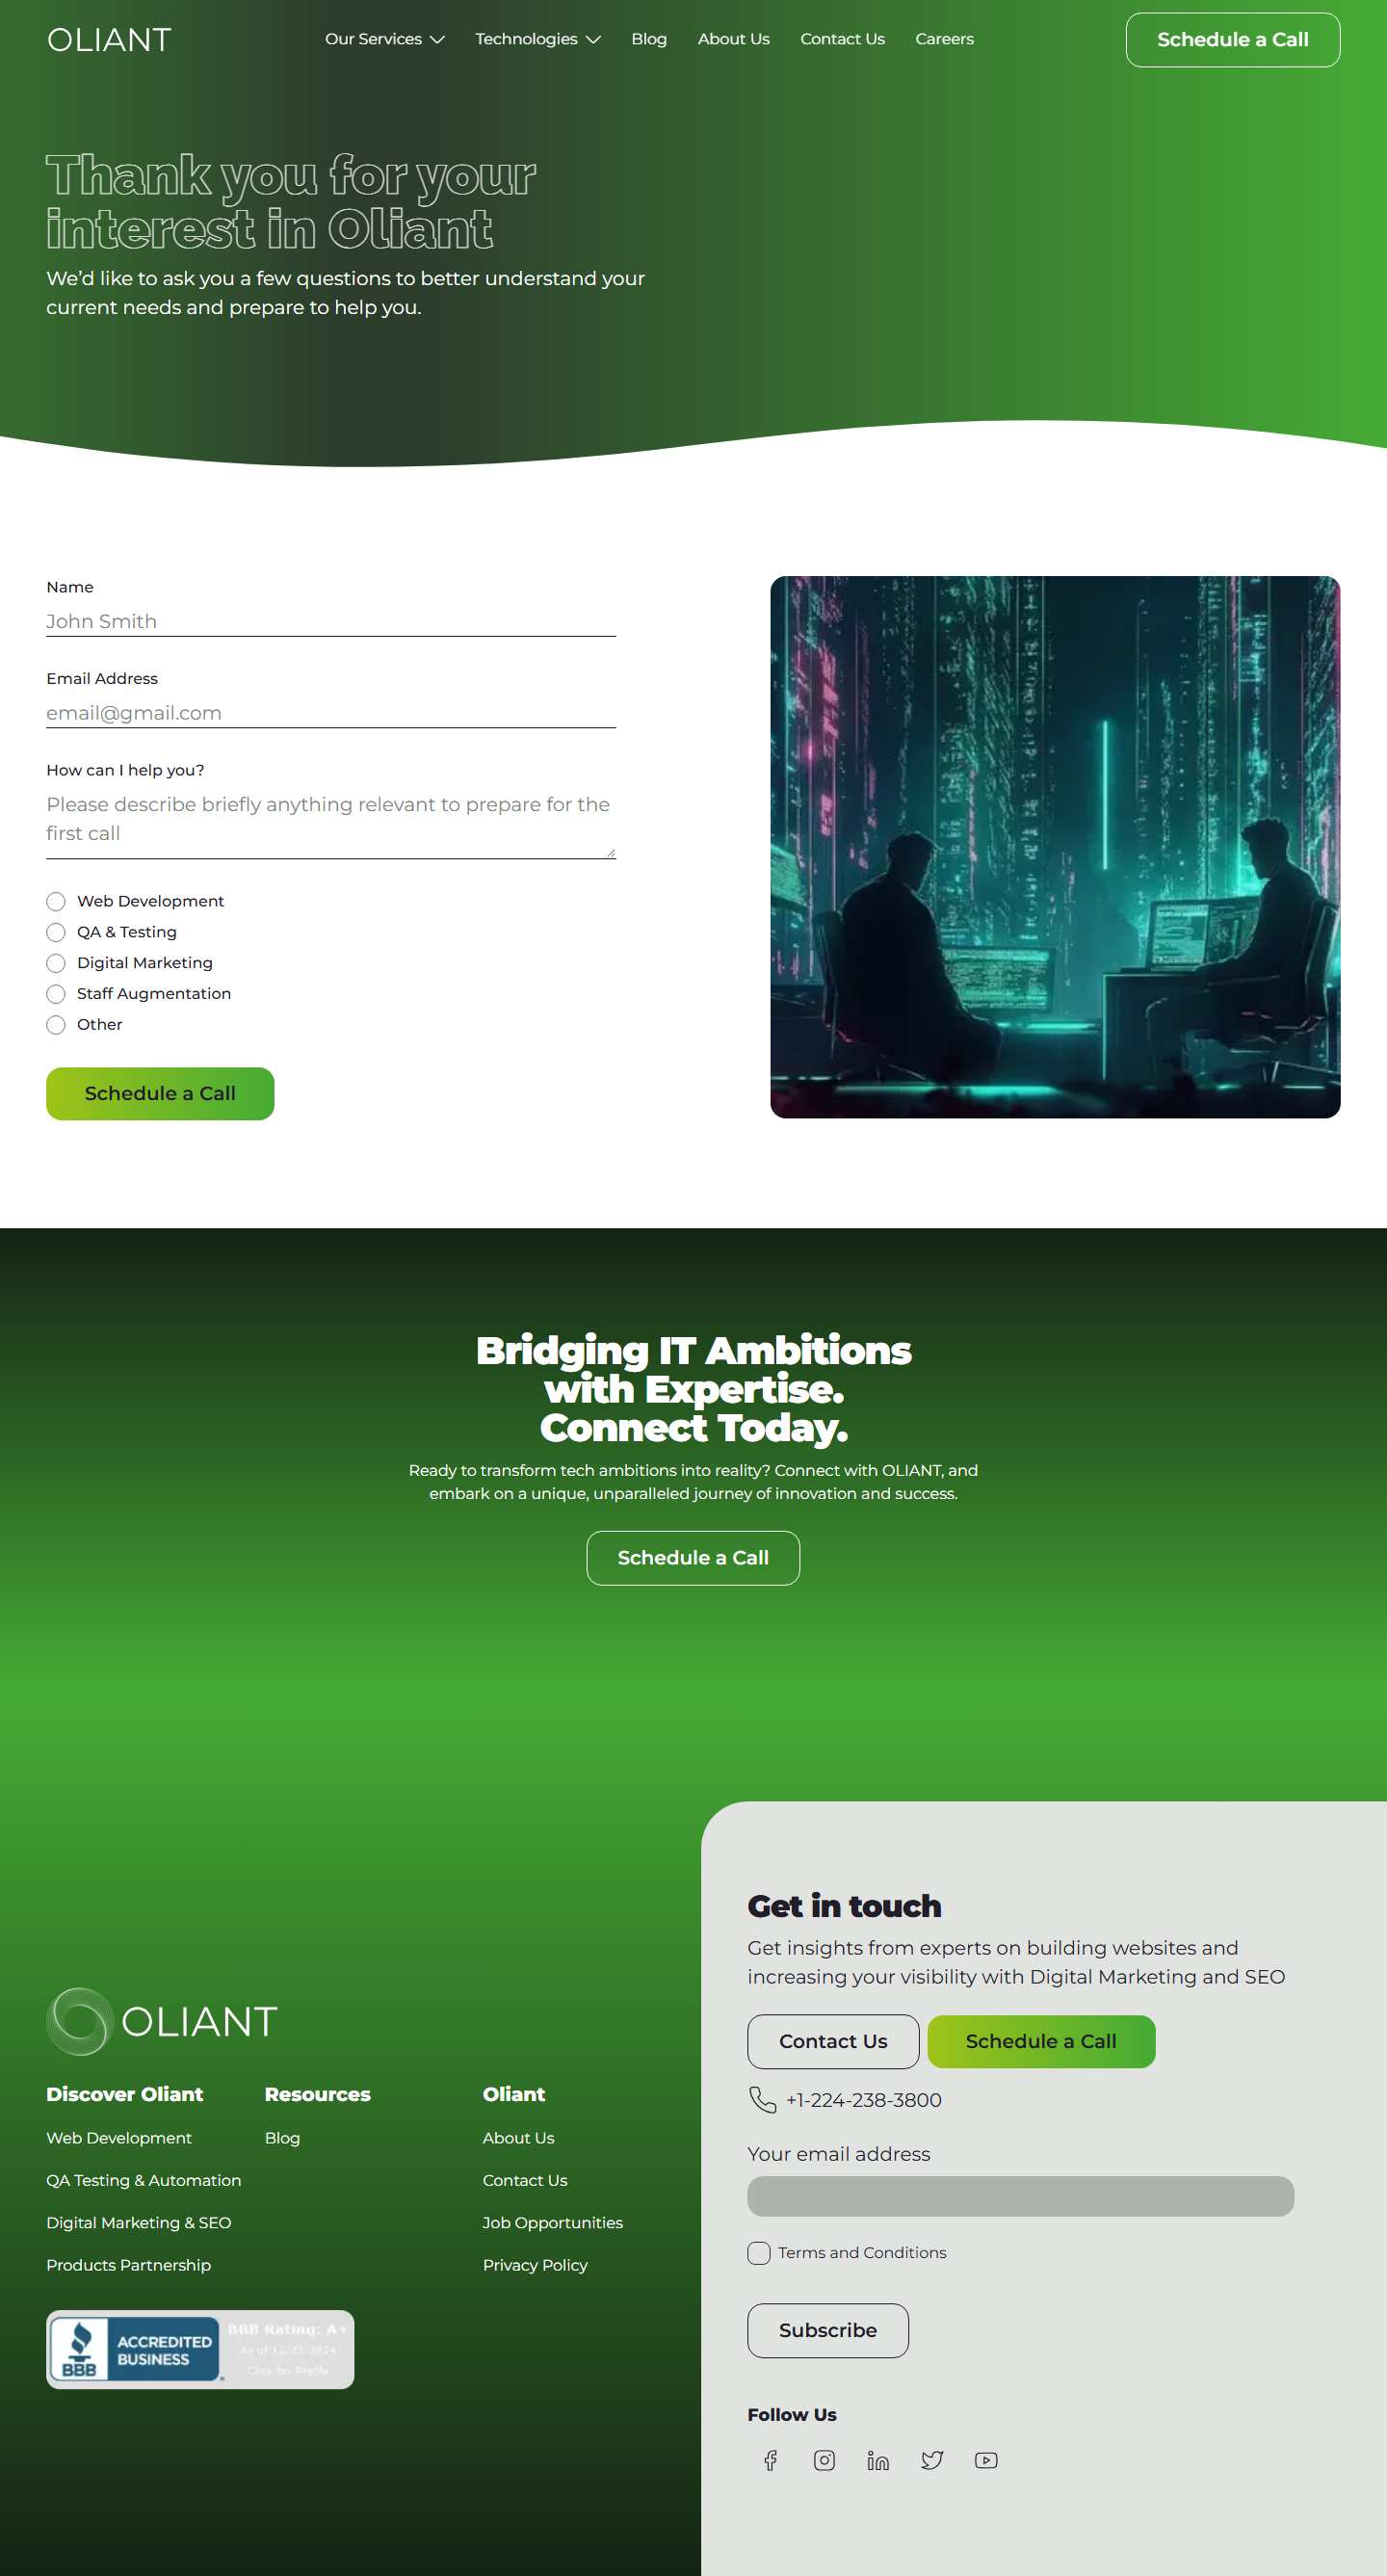 OLIANT
Our Services
Technologies
Blog
About Us
Contact Us
Careers
Schedule a Call
Thank you for your
interest in Oliant
We'd like to ask you a few questions to better understand your
current needs and prepare to help you.
Name
John Smith
Email Address
email@gmail.com
How can I help you?
Please describe briefly anything relevant to prepare for the
first call
Web Development
QA & Testing
Digital Marketing
Staff Augmentation
Other
Schedule a Call
Bridging IT Ambitions
with Expertise.
Connect Today.
Ready to transform tech ambitions into reality? Connect with OLIANT, and
embark on a unique, unparalleled journey of innovation and success.
Schedule a Call
OLIANT
Discover Oliant
Web Development
QA Testing & Automation
Digital Marketing & SEO
Products Partnership
Resources
Blog
Oliant
About Us
Contact Us
Job Opportunities
Privacy Policy
BBB
ACCREDITED
BUSINESS
BBB Rating: A+
Click for Profile
Get in touch
Get insights from experts on building websites and
increasing your visibility with Digital Marketing and SEO
Contact Us
Schedule a Call
+1-224-238-3800
Your email address
Terms and Conditions
Subscribe
Follow Us